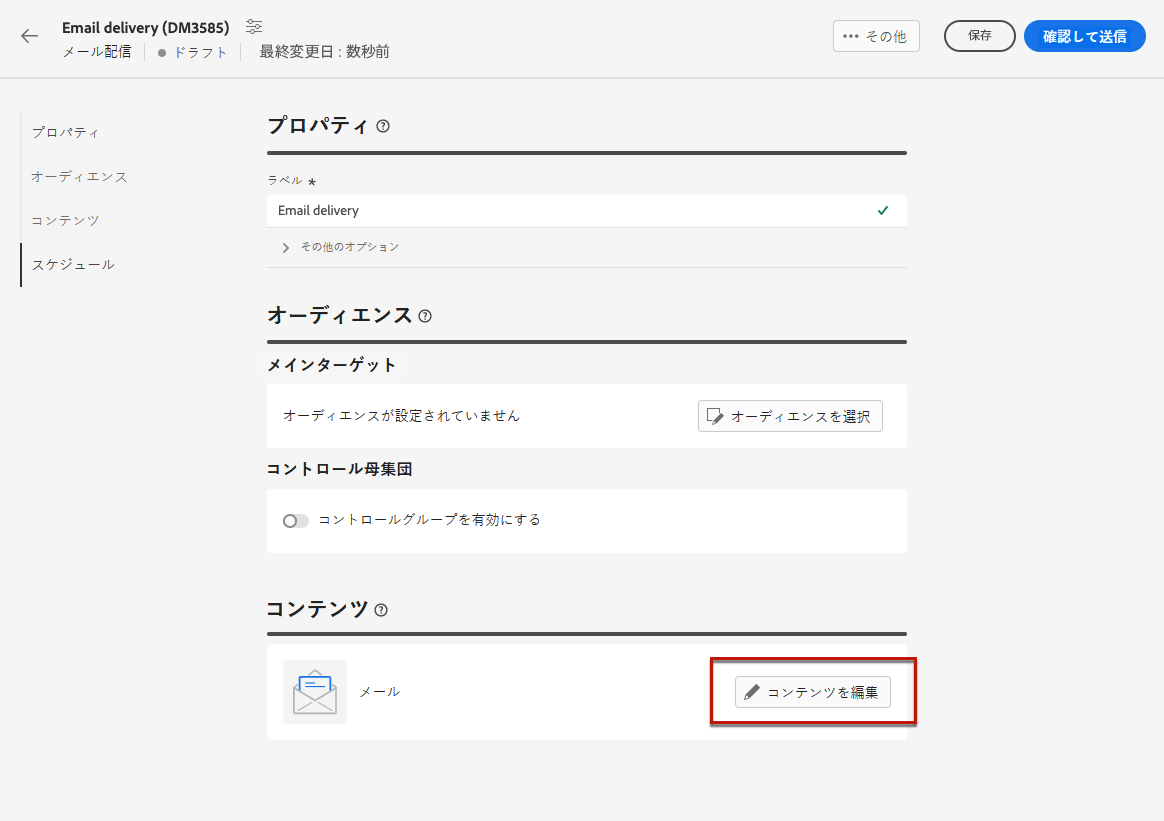 Email delivery (DM3585)
メール配信 ドラフト 最終変更日 : 数秒前
その他
保存
確認して送信
プロパティ
オーディエンス
コンテンツ
スケジュール
プロパティ
ラベル *
Email delivery
その他のオプション
オーディエンス
メインターゲット
オーディエンスが設定されていません
オーディエンスを選択
コントロール母集団
コントロールグループを有効にする
コンテンツ
メール
コンテンツを編集